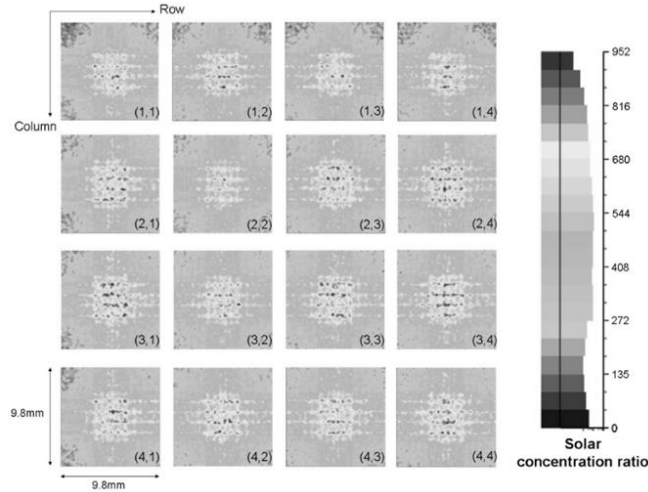 Row
Column
(1,1) (1,2) (1,3) (1,4)
(2,1) (2,2) (2,3) (2,4)
(3,1) (3,2) (3,3) (3,4)
(4,1) (4,2) (4,3) (4,4)
9.8mm
9.8mm
952
816
680
544
408
272
135
0
Solar
concentration ratio